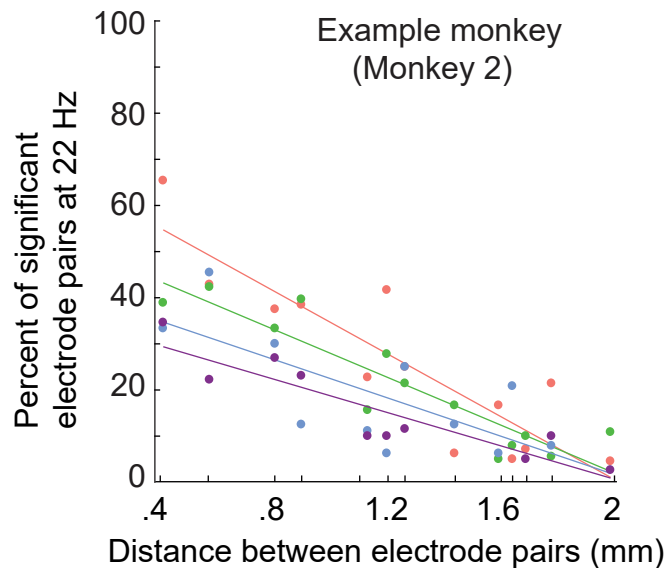 Example monkey
(Monkey 2)
Percent of significant
electrode pairs at 22 Hz
100
80
60
40
20
0
.4 .8 1.2 1.6 2
Distance between electrode pairs (mm)